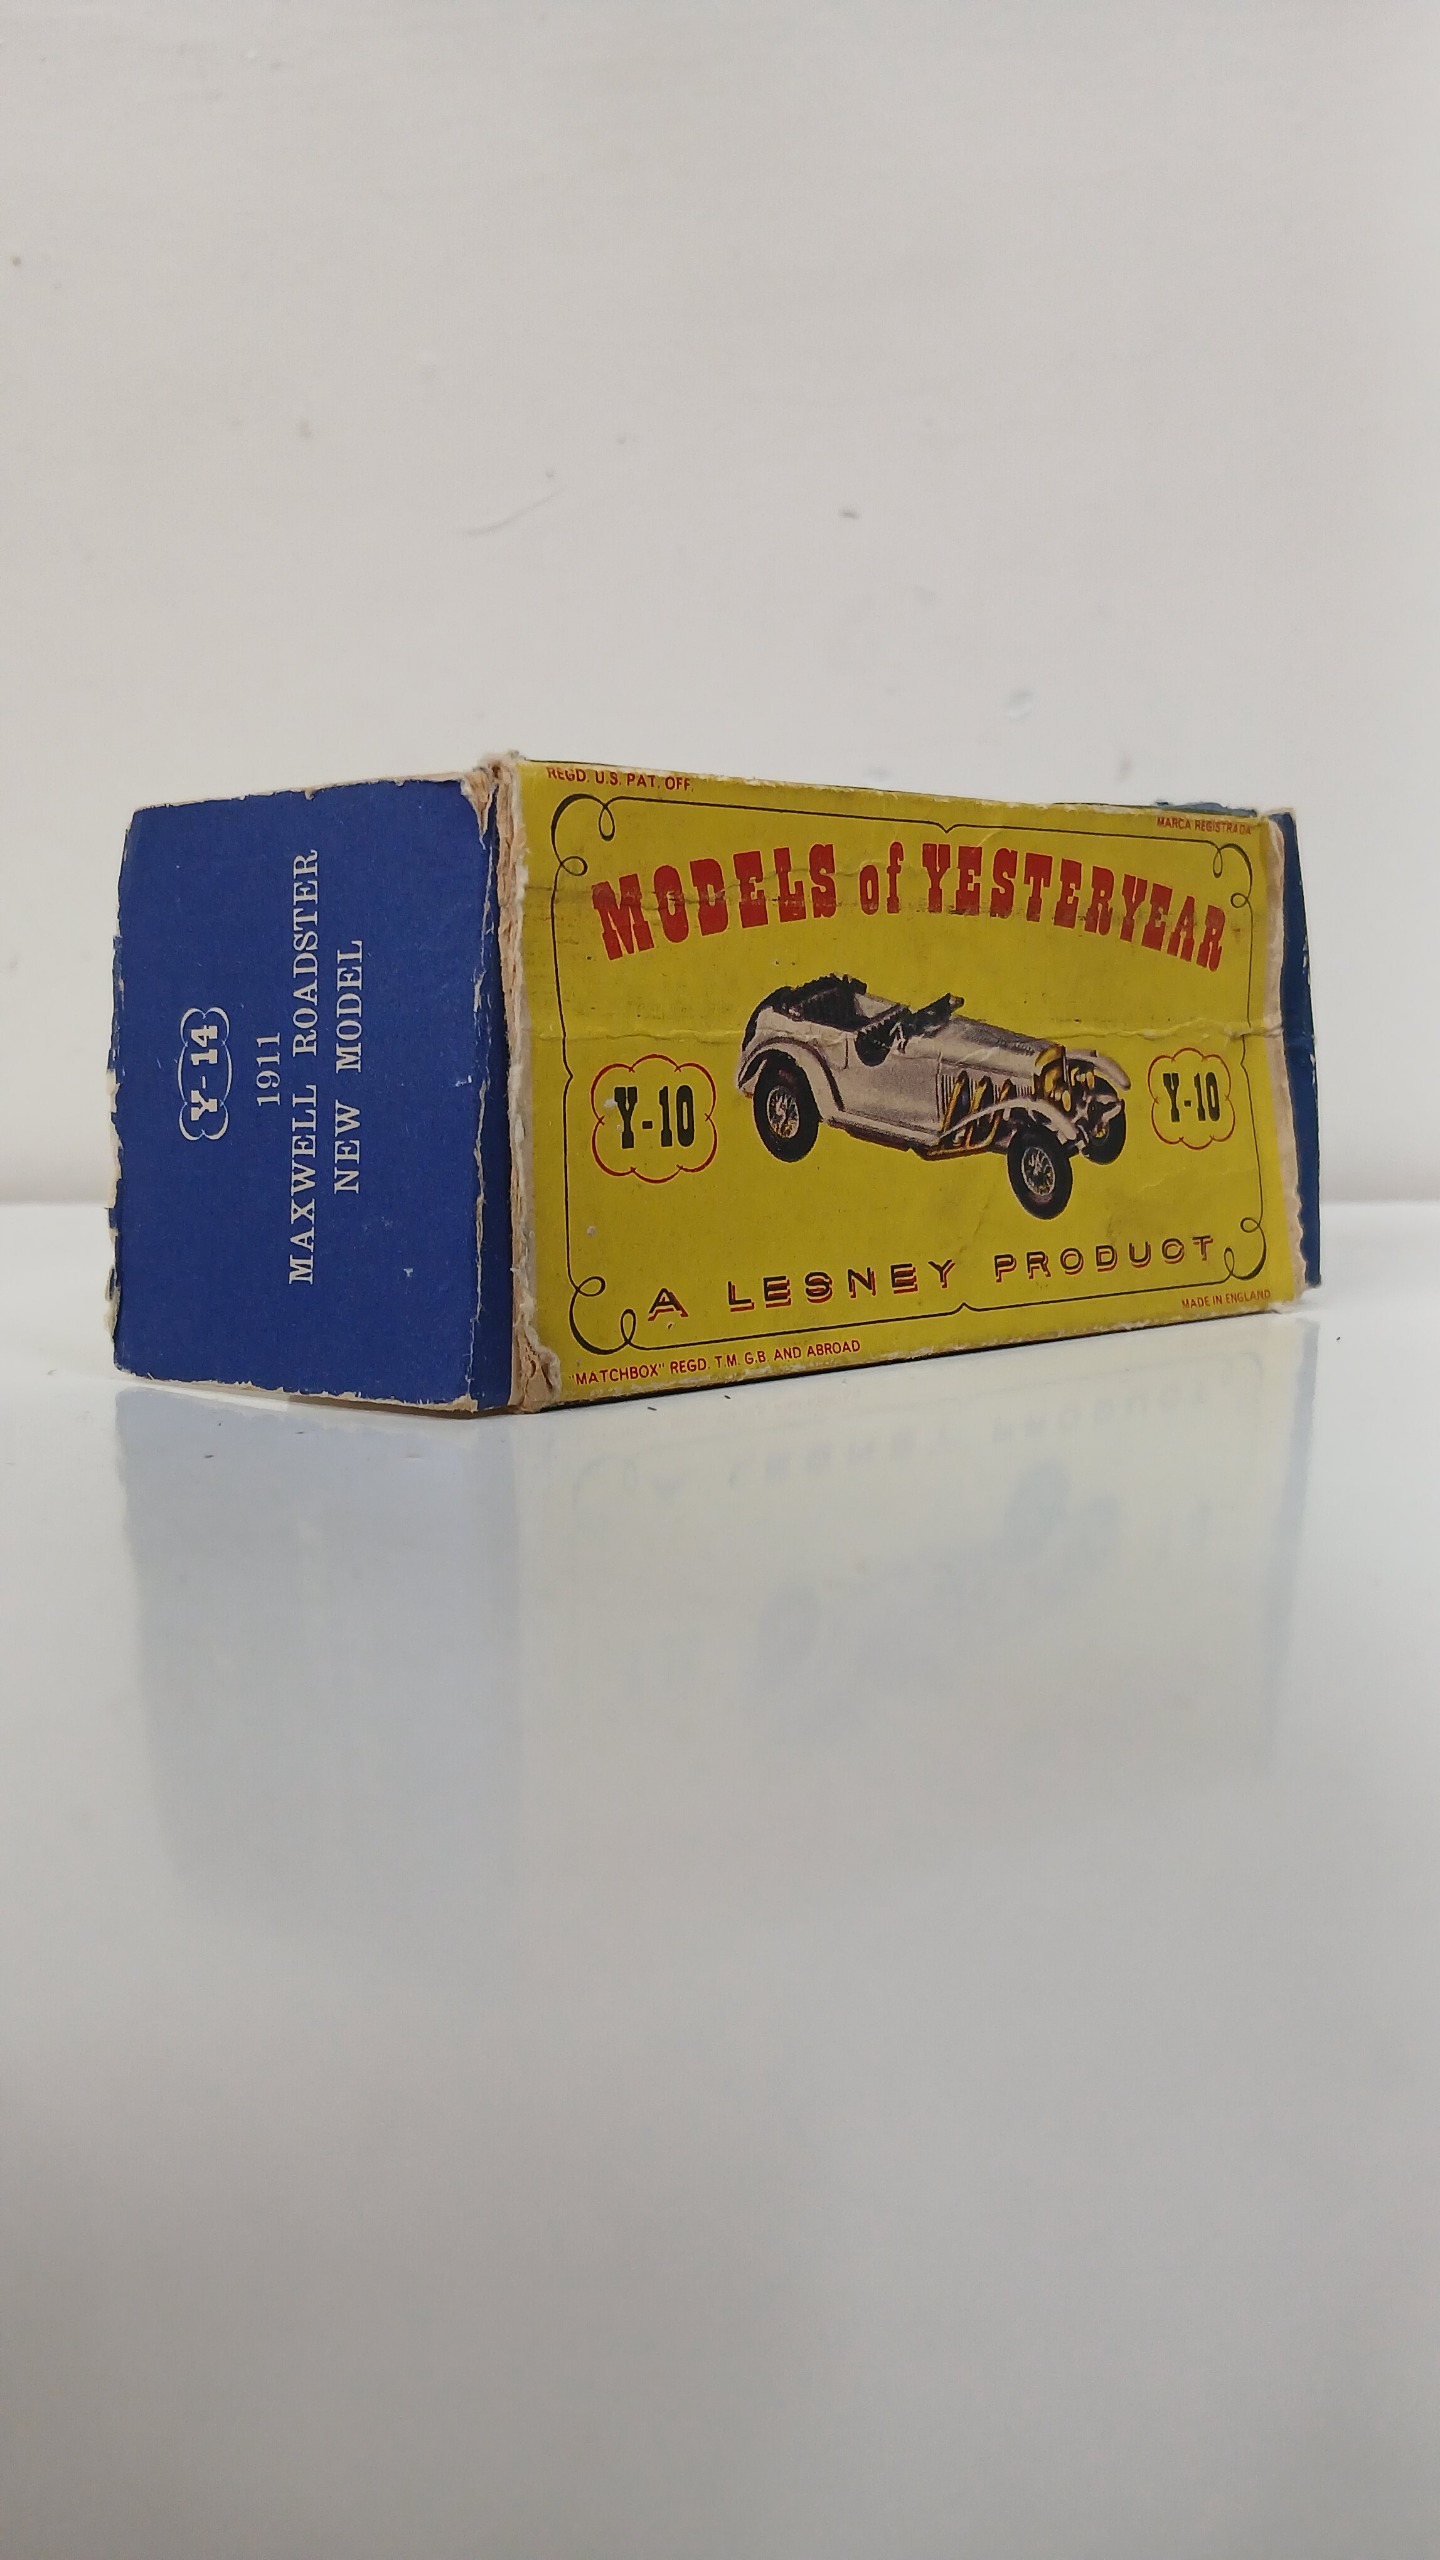 Y-14
1911
MAXWELL ROADSTER
NEW MODEL
REGD. U.S. PAT. OFF.
MARCA REGISTRADA
MODELS of YESTERYEAR
Y-10
Y-10
A LESNEY PRODUCT
MADE IN ENGLAND
"MATCHBOX" REGD. T.M. G.B. AND ABROAD